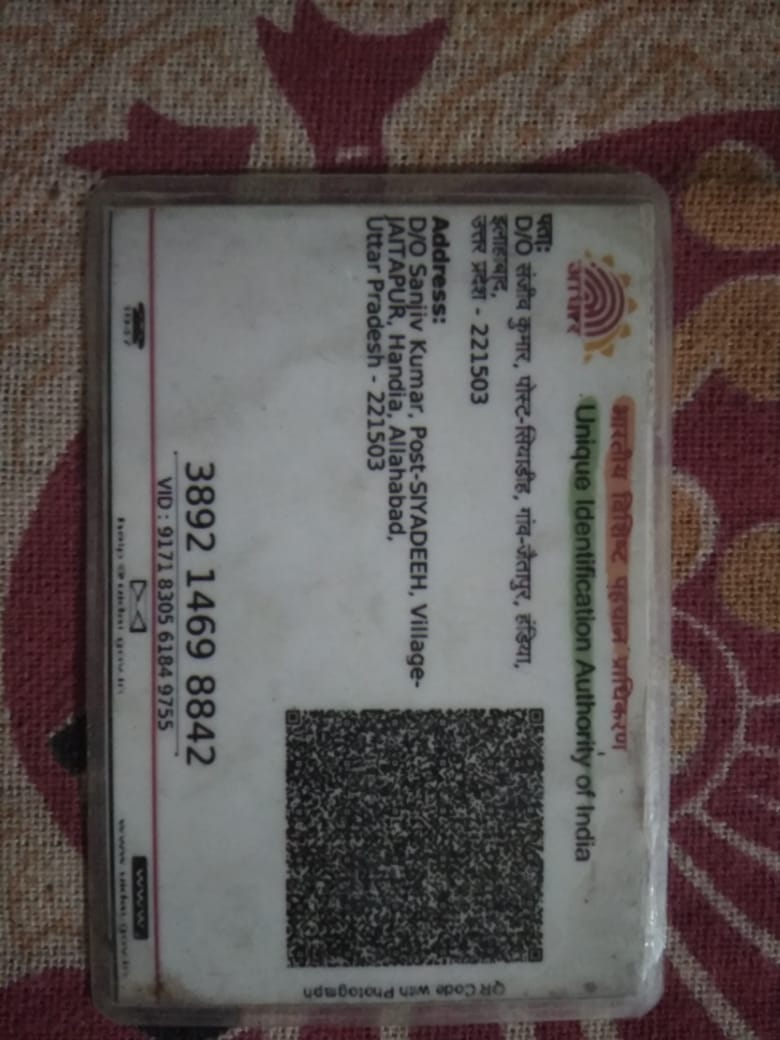 भारतीय विशिष्ट पहचान प्राधिकरण
Unique Identification Authority of India
आधार
पता:
D/O संजीव कुमार, पोस्ट-सियाडीह, गांव-जैतापुर, हंडिया,
इलाहाबाद,
उत्तर प्रदेश - 221503
Address:
D/O Sanjiv Kumar, Post-SIYADEEH, Village-
JAITAPUR, Handia, Allahabad,
Uttar Pradesh - 221503
QR Code with Photograph
3892 1469 8842
VID : 9171 8305 6184 9755
1947
help@uidai.gov.in
www
www.uidai.gov.in